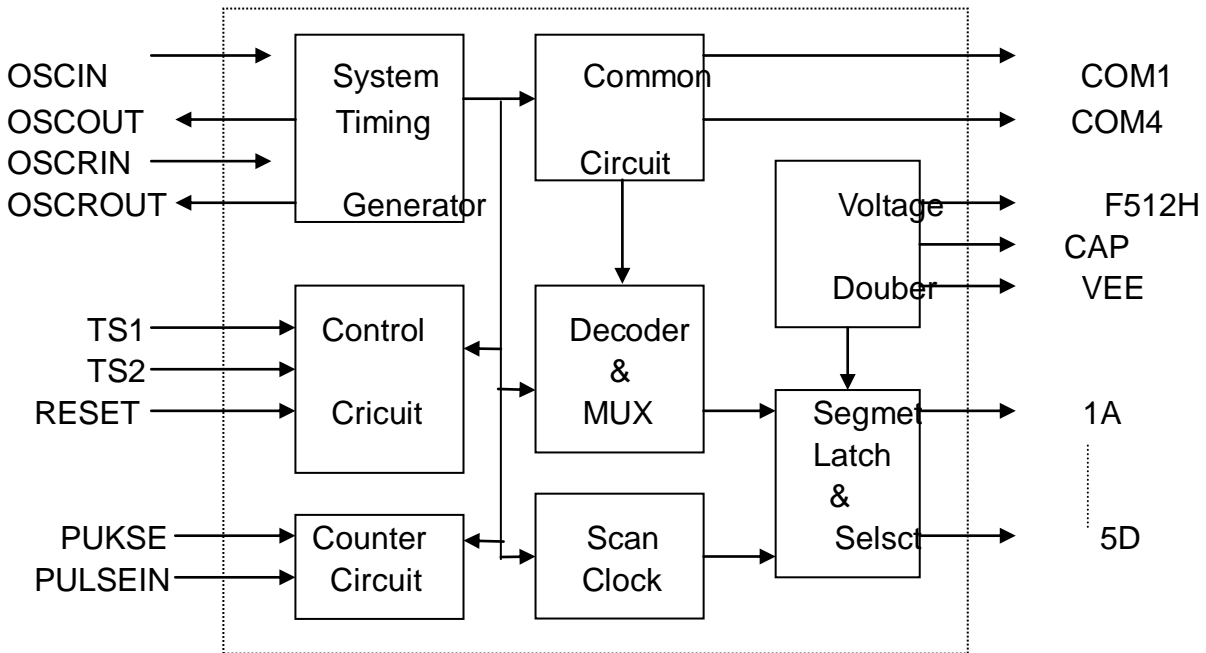 OSCIN
OSCOUT
OSCRIN
OSCROUT
System
Timing
Generator
Common
Circuit
COM1
COM4
Voltage
Douber
F512H
CAP
VEE
TS1
TS2
RESET
Control
Cricuit
Decoder
&
MUX
Segmet
Latch
&
Selsct
1A
5D
PUKSE
PULSEIN
Counter
Circuit
Scan
Clock